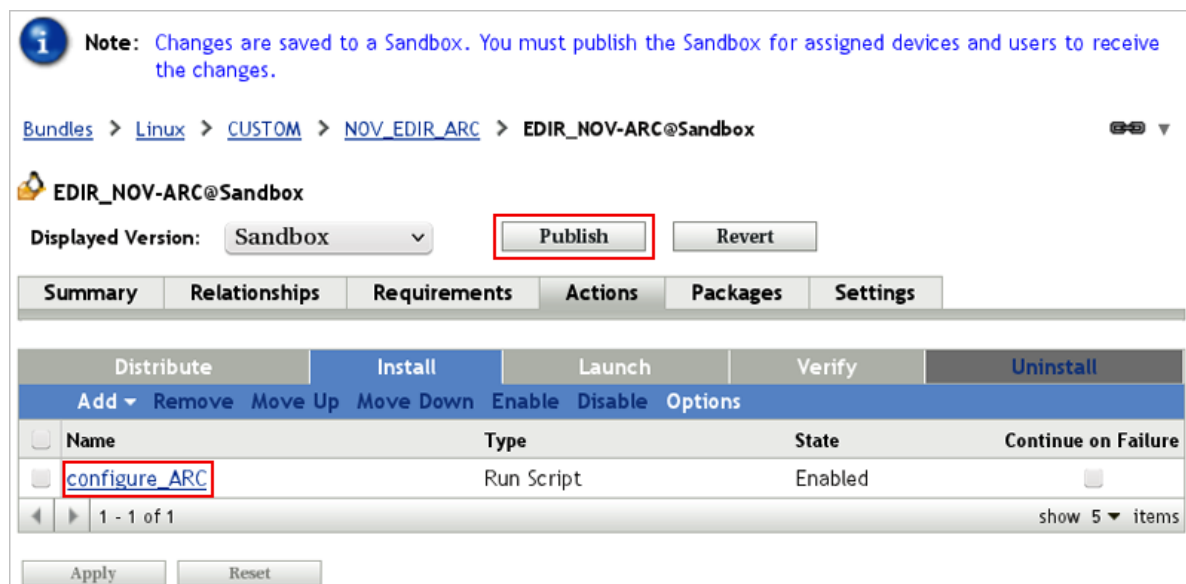 Note: Changes are saved to a Sandbox. You must publish the Sandbox for assigned devices and users to receive
the changes.
Bundles > Linux > CUSTOM > NOV_EDIR_ARC > EDIR_NOV-ARC@Sandbox
EDIR_NOV-ARC@Sandbox
Displayed Version: Sandbox Publish Revert
Summary Relationships Requirements Actions Packages Settings
Distribute Install Launch Verify Uninstall
Add Remove Move Up Move Down Enable Disable Options
Name Type State Continue on Failure
configure_ARC Run Script Enabled
1 - 1 of 1 show 5 items
Apply Reset